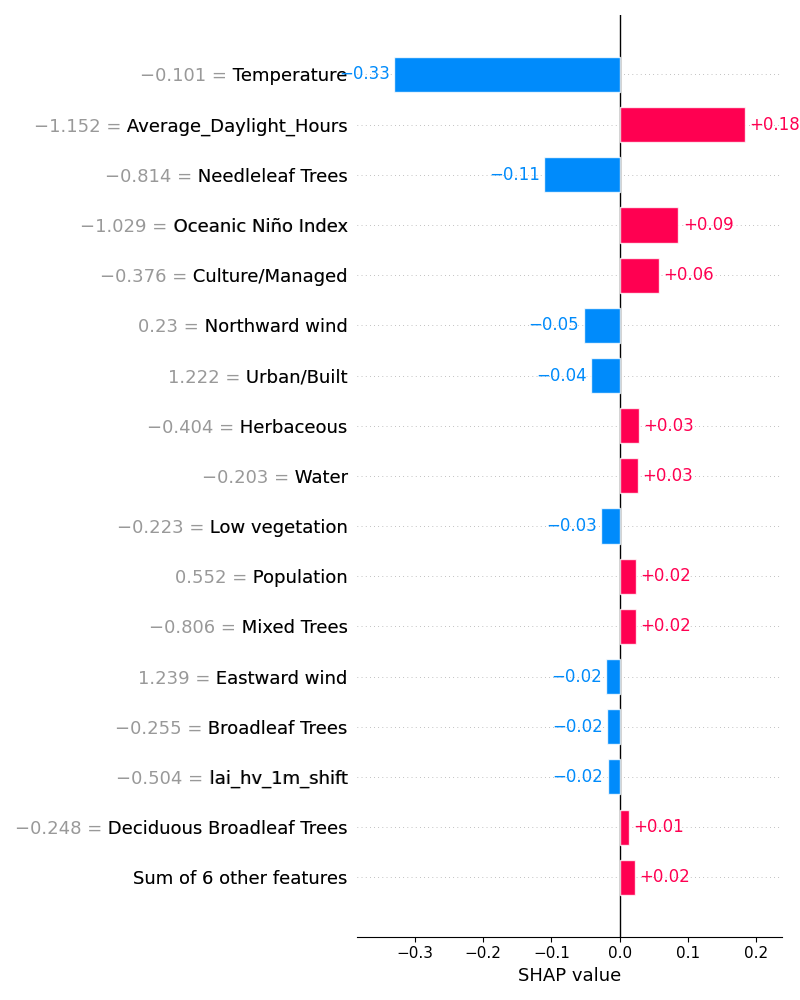 −0.101 = Temperature −0.33
−1.152 = Average_Daylight_Hours +0.18
−0.814 = Needleleaf Trees −0.11
−1.029 = Oceanic Niño Index +0.09
−0.376 = Culture/Managed +0.06
0.23 = Northward wind −0.05
1.222 = Urban/Built −0.04
−0.404 = Herbaceous +0.03
−0.203 = Water +0.03
−0.223 = Low vegetation −0.03
0.552 = Population +0.02
−0.806 = Mixed Trees +0.02
1.239 = Eastward wind −0.02
−0.255 = Broadleaf Trees −0.02
−0.504 = lai_hv_1m_shift −0.02
−0.248 = Deciduous Broadleaf Trees +0.01
Sum of 6 other features +0.02
−0.3 −0.2 −0.1 0.0 0.1 0.2
SHAP value